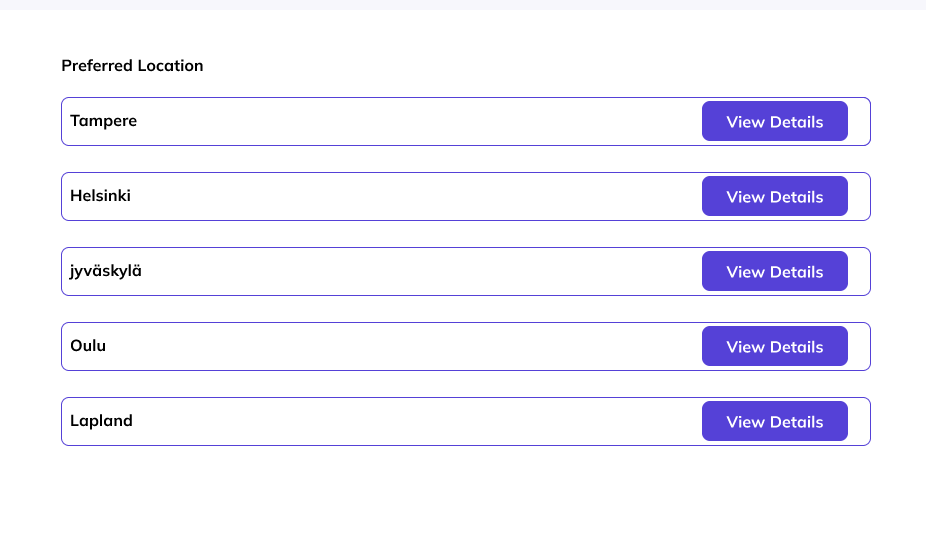 Preferred Location
Tampere
View Details
Helsinki
View Details
jyväskylä
View Details
Oulu
View Details
Lapland
View Details